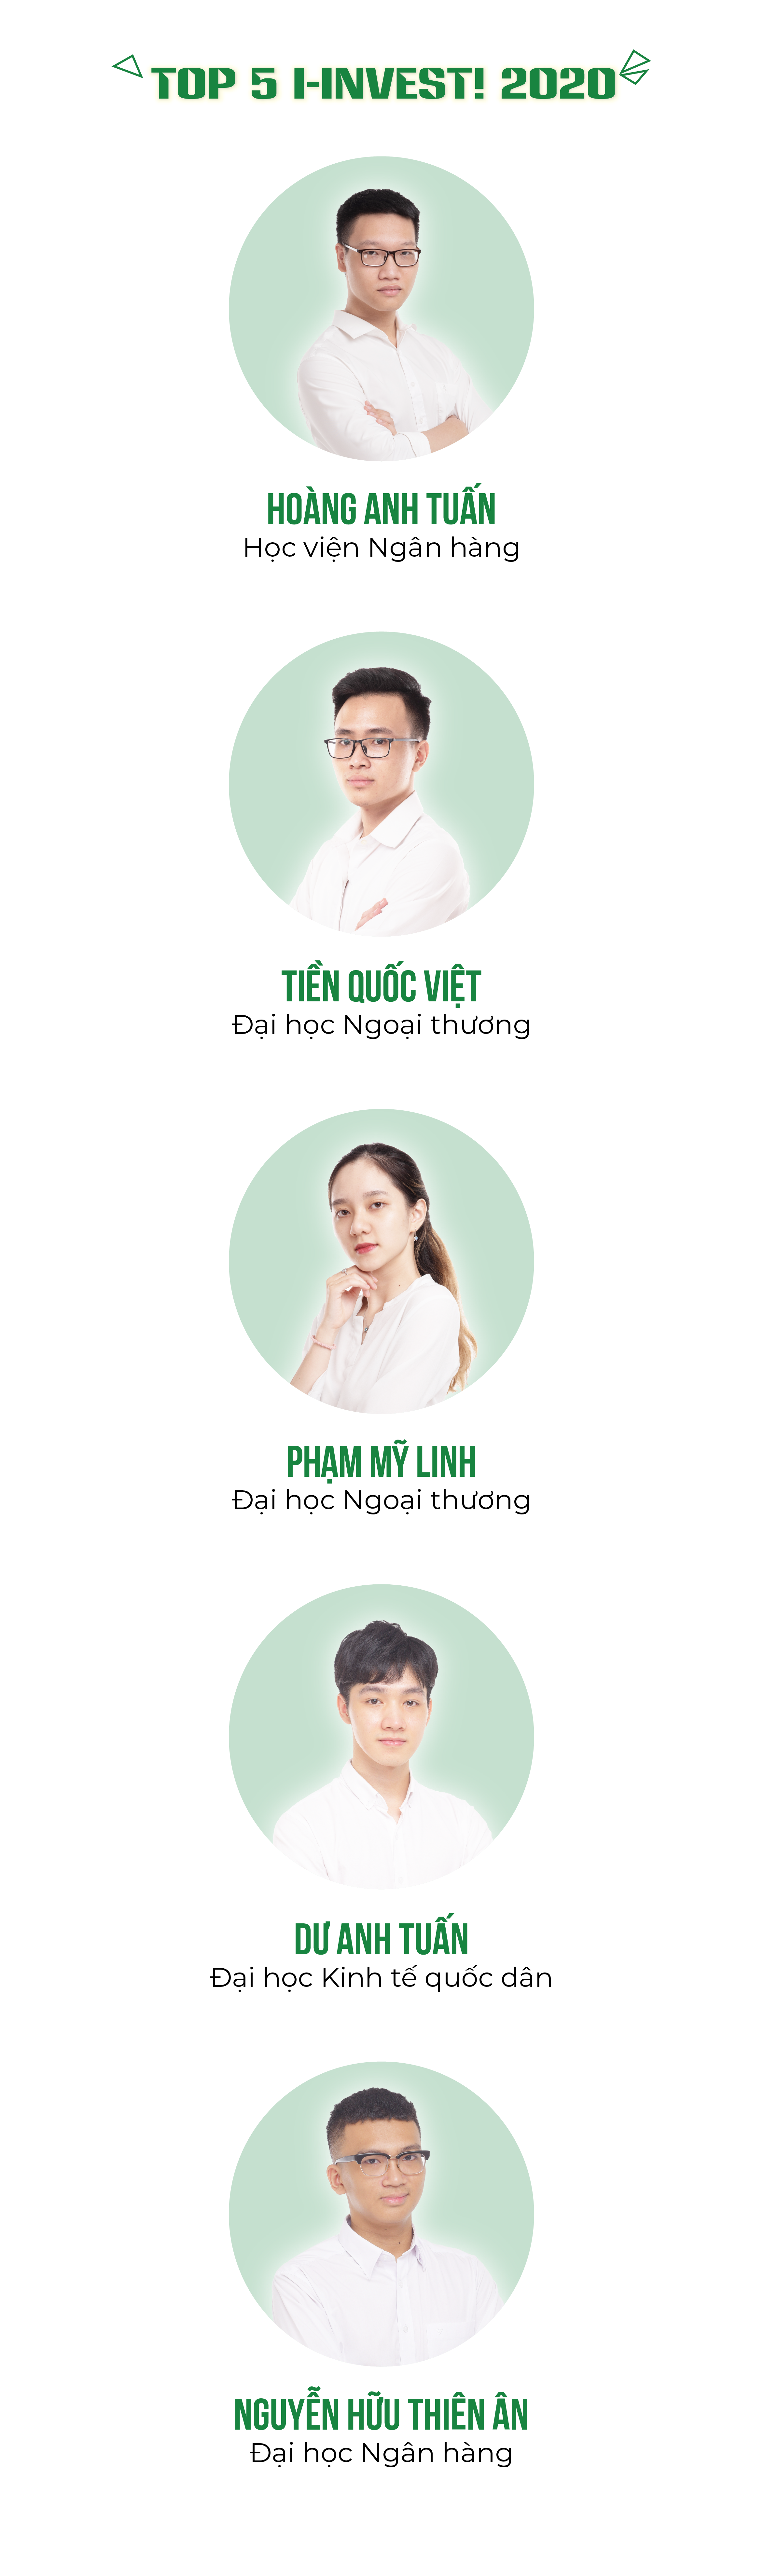 TOP 5 I-INVEST! 2020
HOÀNG ANH TUẤN
Học viện Ngân hàng
TIỀN QUỐC VIỆT
Đại học Ngoại thương
PHẠM MỸ LINH
Đại học Ngoại thương
DƯ ANH TUẤN
Đại học Kinh tế quốc dân
NGUYỄN HỮU THIÊN ÂN
Đại học Ngân hàng